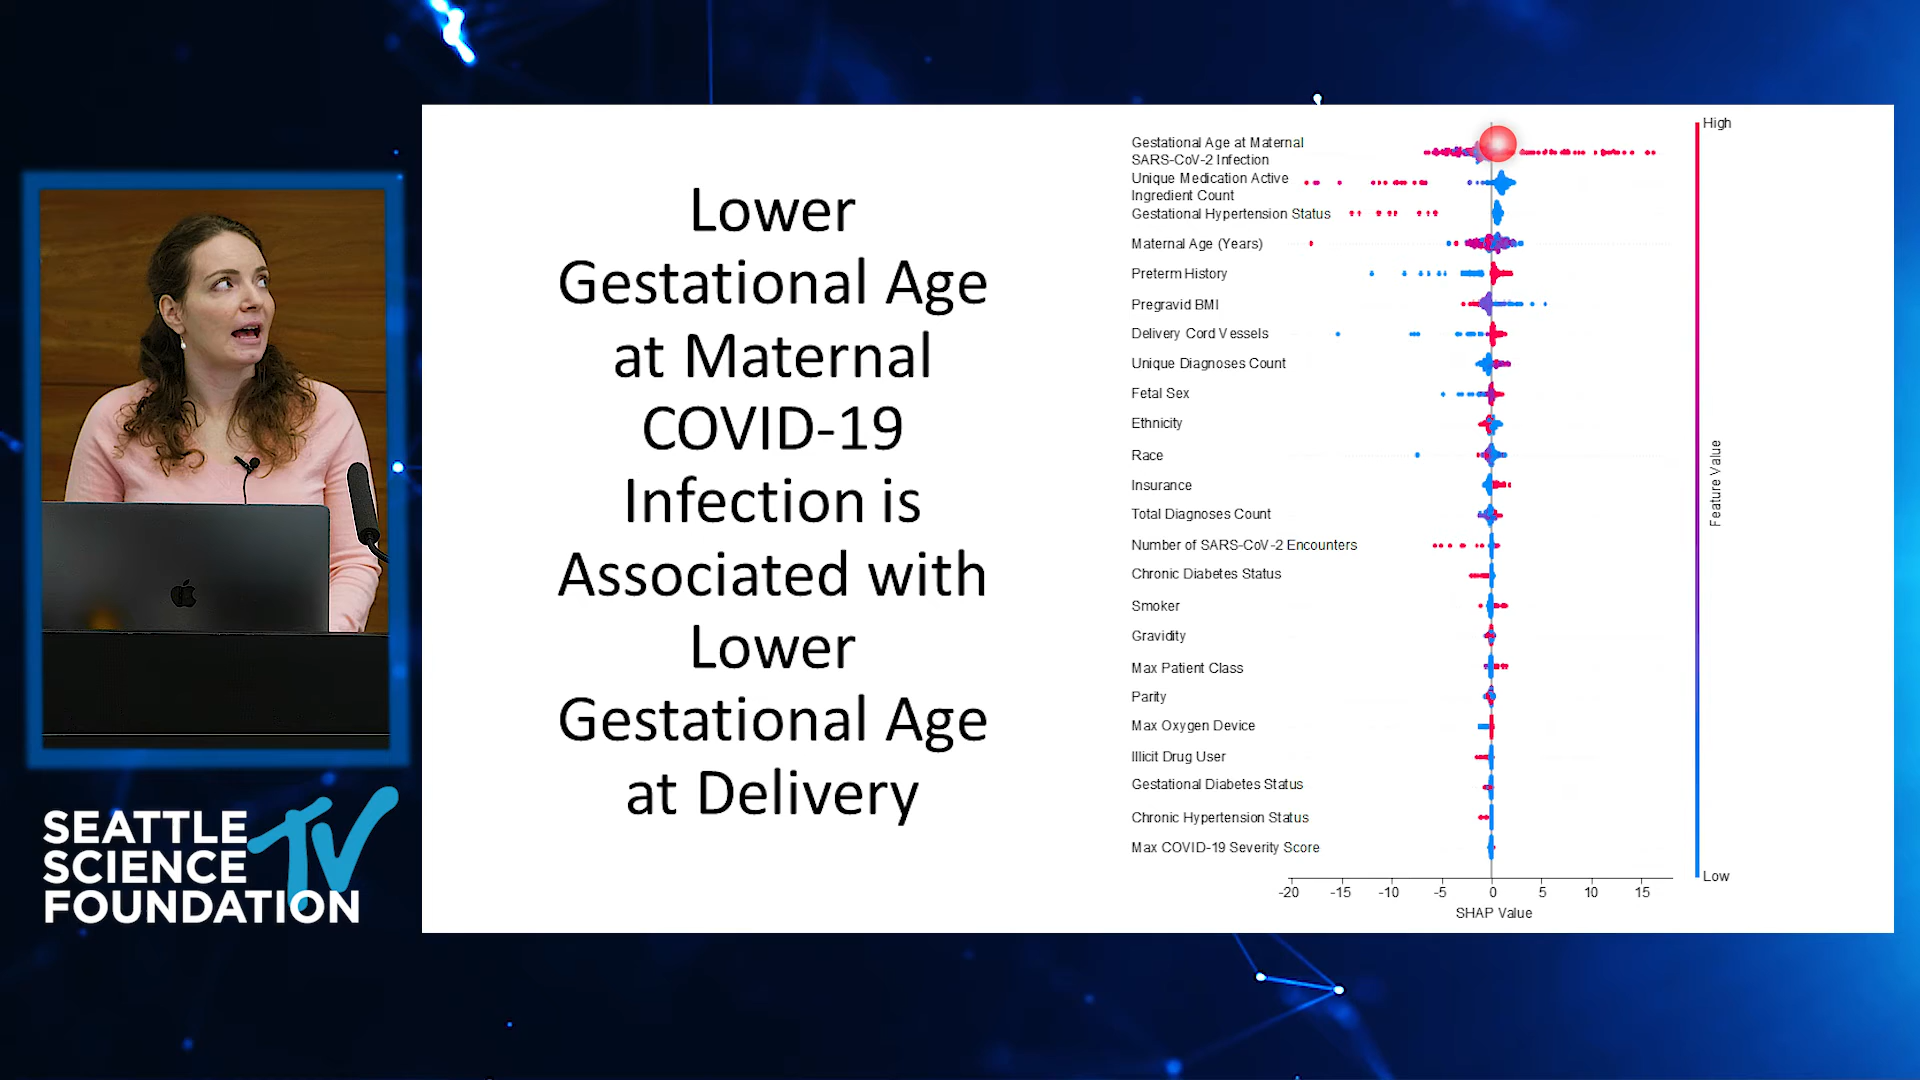 Lower
Gestational Age
at Maternal
COVID-19
Infection is
Associated with
Lower
Gestational Age
at Delivery
Gestational Age at Maternal
SARS-CoV-2 Infection
Unique Medication Active
Ingredient Count
Gestational Hypertension Status
Maternal Age (Years)
Preterm History
Pregravid BMI
Delivery Cord Vessels
Unique Diagnoses Count
Fetal Sex
Ethnicity
Race
Insurance
Total Diagnoses Count
Number of SARS-CoV-2 Encounters
Chronic Diabetes Status
Smoker
Gravidity
Max Patient Class
Parity
Max Oxygen Device
Illicit Drug User
Gestational Diabetes Status
Chronic Hypertension Status
Max COVID-19 Severity Score
-20 -15 -10 -5 0 5 10 15
SHAP Value
High
Feature Value
Low
SEATTLE
SCIENCE
FOUNDATION
TV